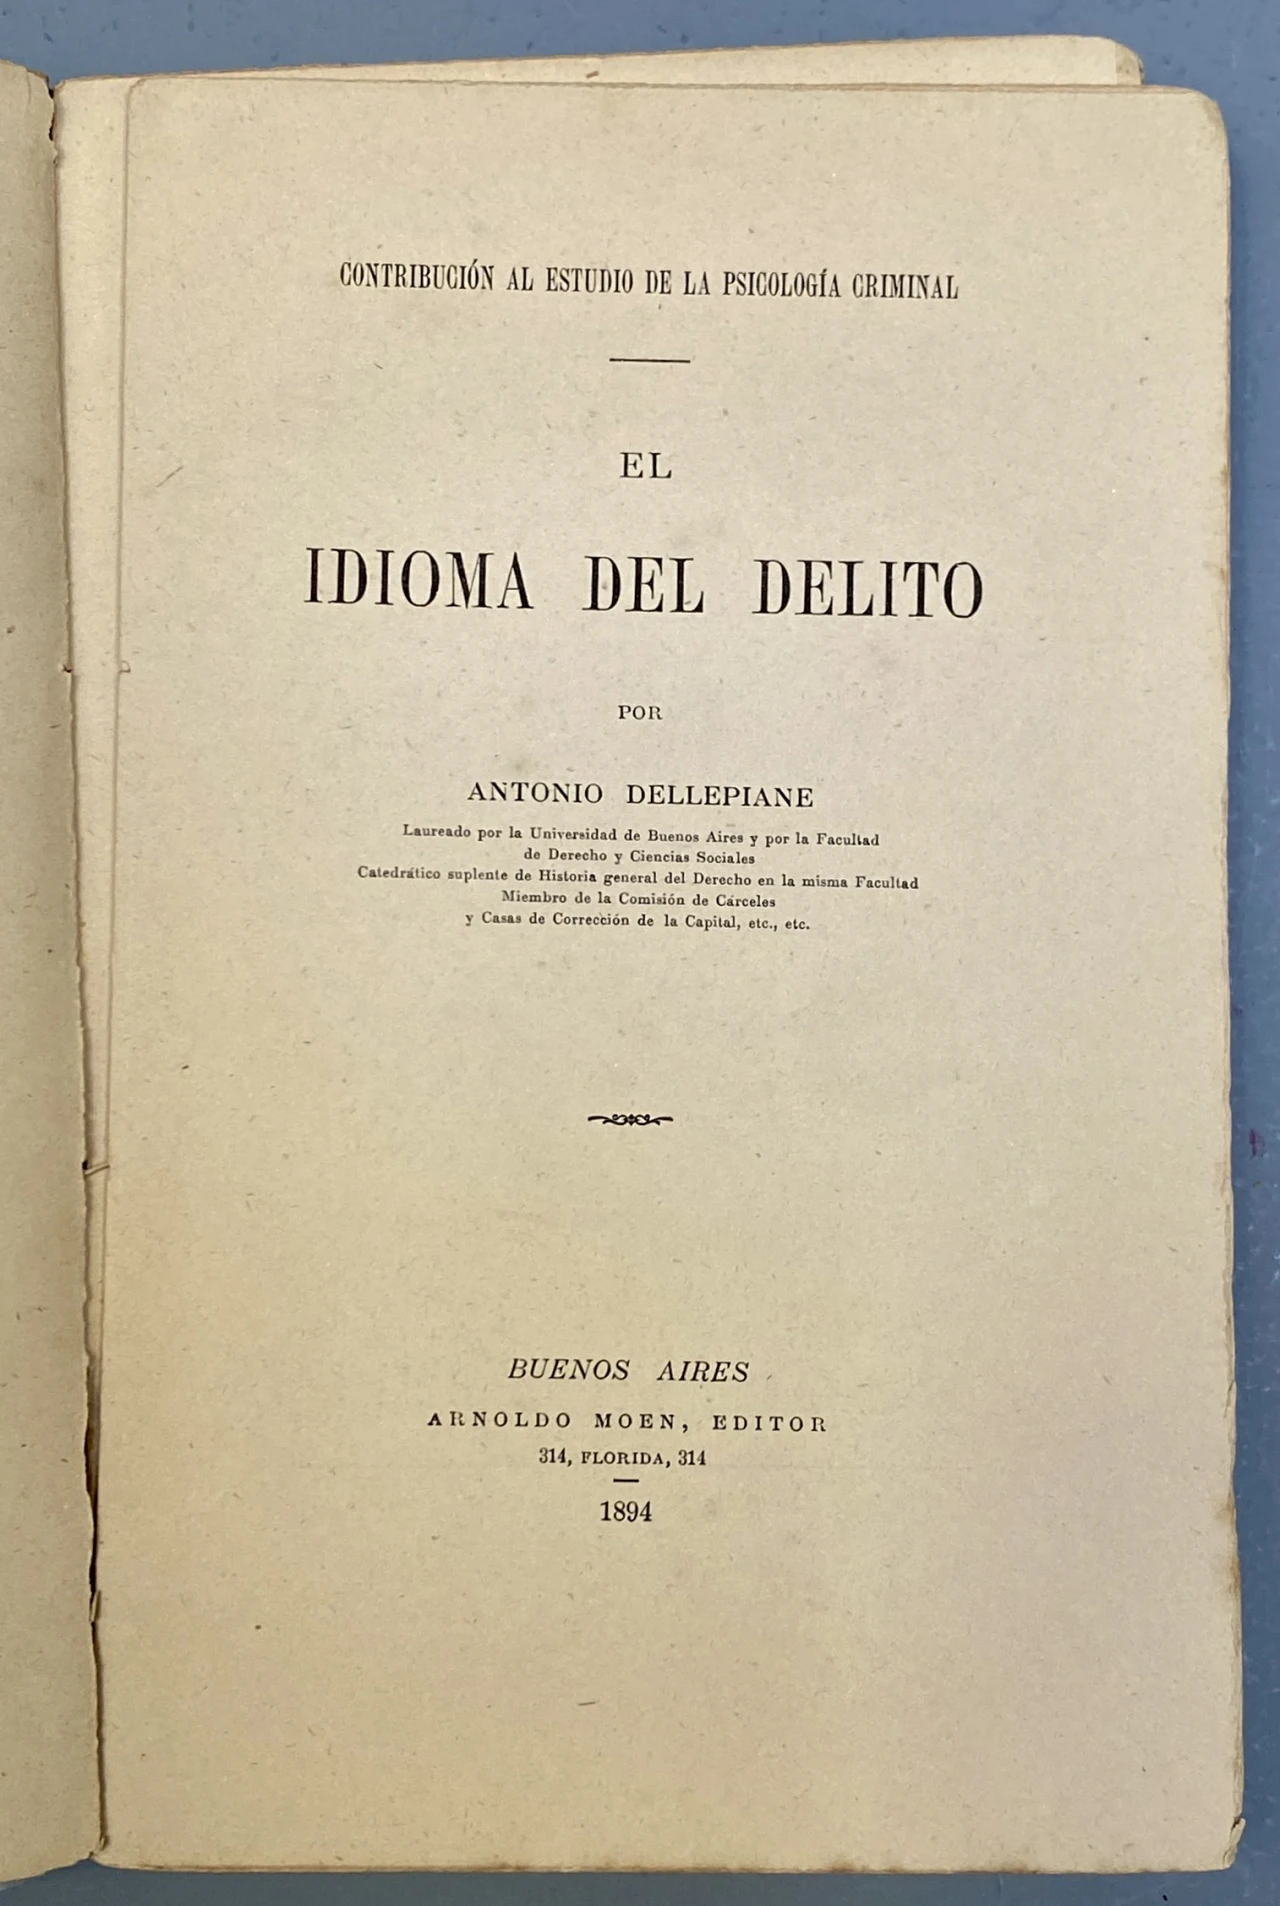 CONTRIBUCIÓN AL ESTUDIO DE LA PSICOLOGÍA CRIMINAL
EL
IDIOMA DEL DELITO
POR
ANTONIO DELLEPIANE
Laureado por la Universidad de Buenos Aires y por la Facultad
de Derecho y Ciencias Sociales
Catedrático suplente de Historia general del Derecho en la misma Facultad
Miembro de la Comisión de Cárceles
y Casas de Corrección de la Capital, etc., etc.
BUENOS AIRES
ARNOLDO MOEN, EDITOR
314, FLORIDA, 314
1894